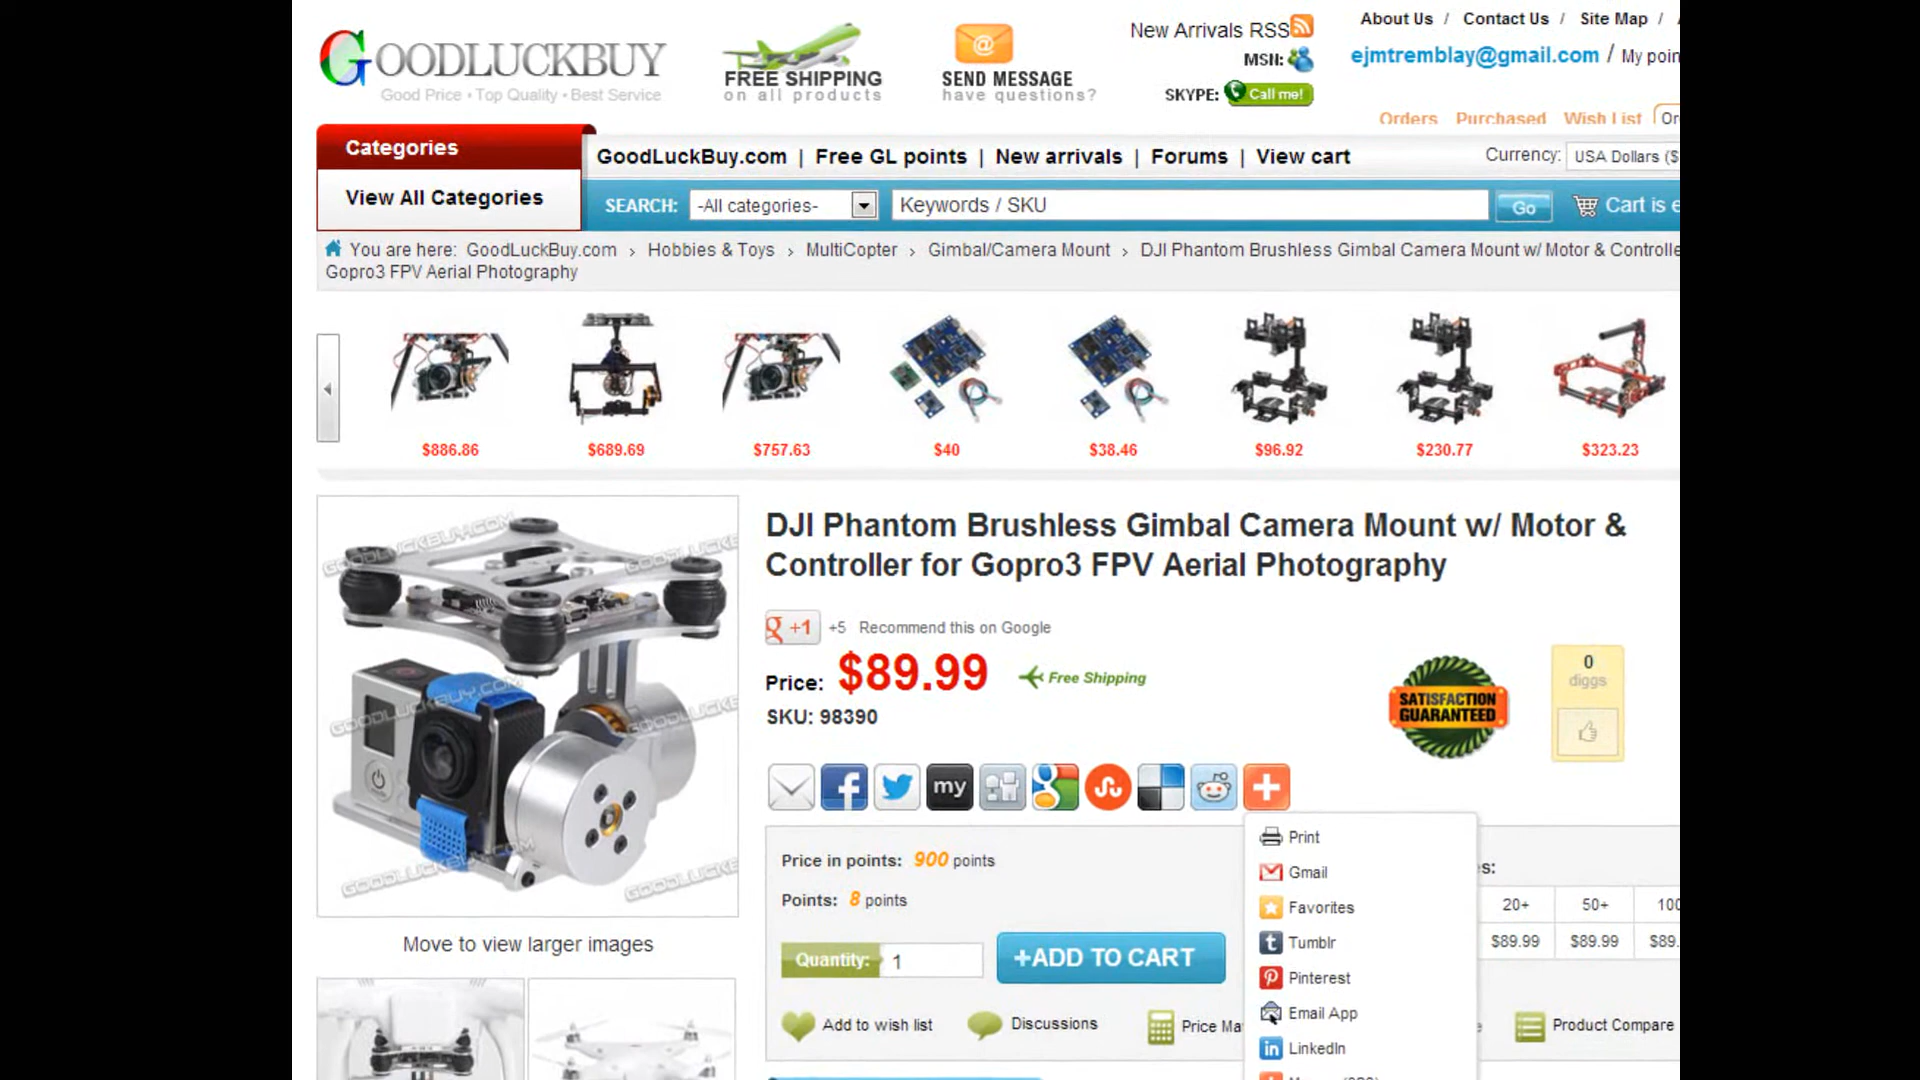 GOODLUCKBUY
Good Price • Top Quality • Best Service
FREE SHIPPING
on all products
SEND MESSAGE
have questions?
New Arrivals RSS
MSN:
SKYPE: Call me!
About Us / Contact Us / Site Map /
ejmtremblay@gmail.com / My poin
Orders Purchased Wish List Or
Categories
View All Categories
GoodLuckBuy.com | Free GL points | New arrivals | Forums | View cart
Currency: USA Dollars ($
SEARCH: -All categories- Keywords / SKU Go Cart is e
You are here: GoodLuckBuy.com › Hobbies & Toys › MultiCopter › Gimbal/Camera Mount › DJI Phantom Brushless Gimbal Camera Mount w/ Motor & Controlle
Gopro3 FPV Aerial Photography
$886.86 $689.69 $757.63 $40 $38.46 $96.92 $230.77 $323.23
GOODLUCKBUY.COM
DJI Phantom Brushless Gimbal Camera Mount w/ Motor &
Controller for Gopro3 FPV Aerial Photography
g +1 +5 Recommend this on Google
Price: $89.99 Free Shipping
SKU: 98390
SATISFACTION
GUARANTEED
0
diggs
my
Price in points: 900 points
Points: 8 points
Quantity: 1
+ADD TO CART
Add to wish list
Discussions
Price Ma
Print
Gmail
Favorites
Tumblr
Pinterest
Email App
LinkedIn
s:
20+ 50+ 100
$89.99 $89.99 $89.
Product Compare
Move to view larger images